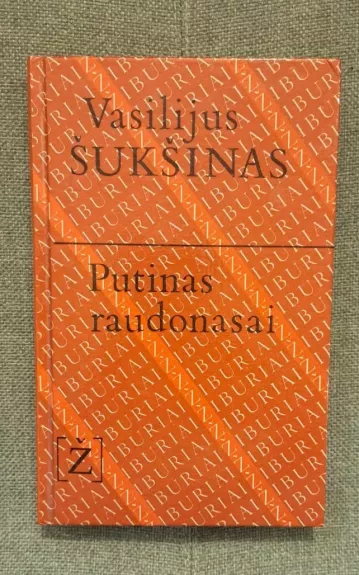 Vasilijus
ŠUKŠINAS
Putinas
raudonasai
[Ž]